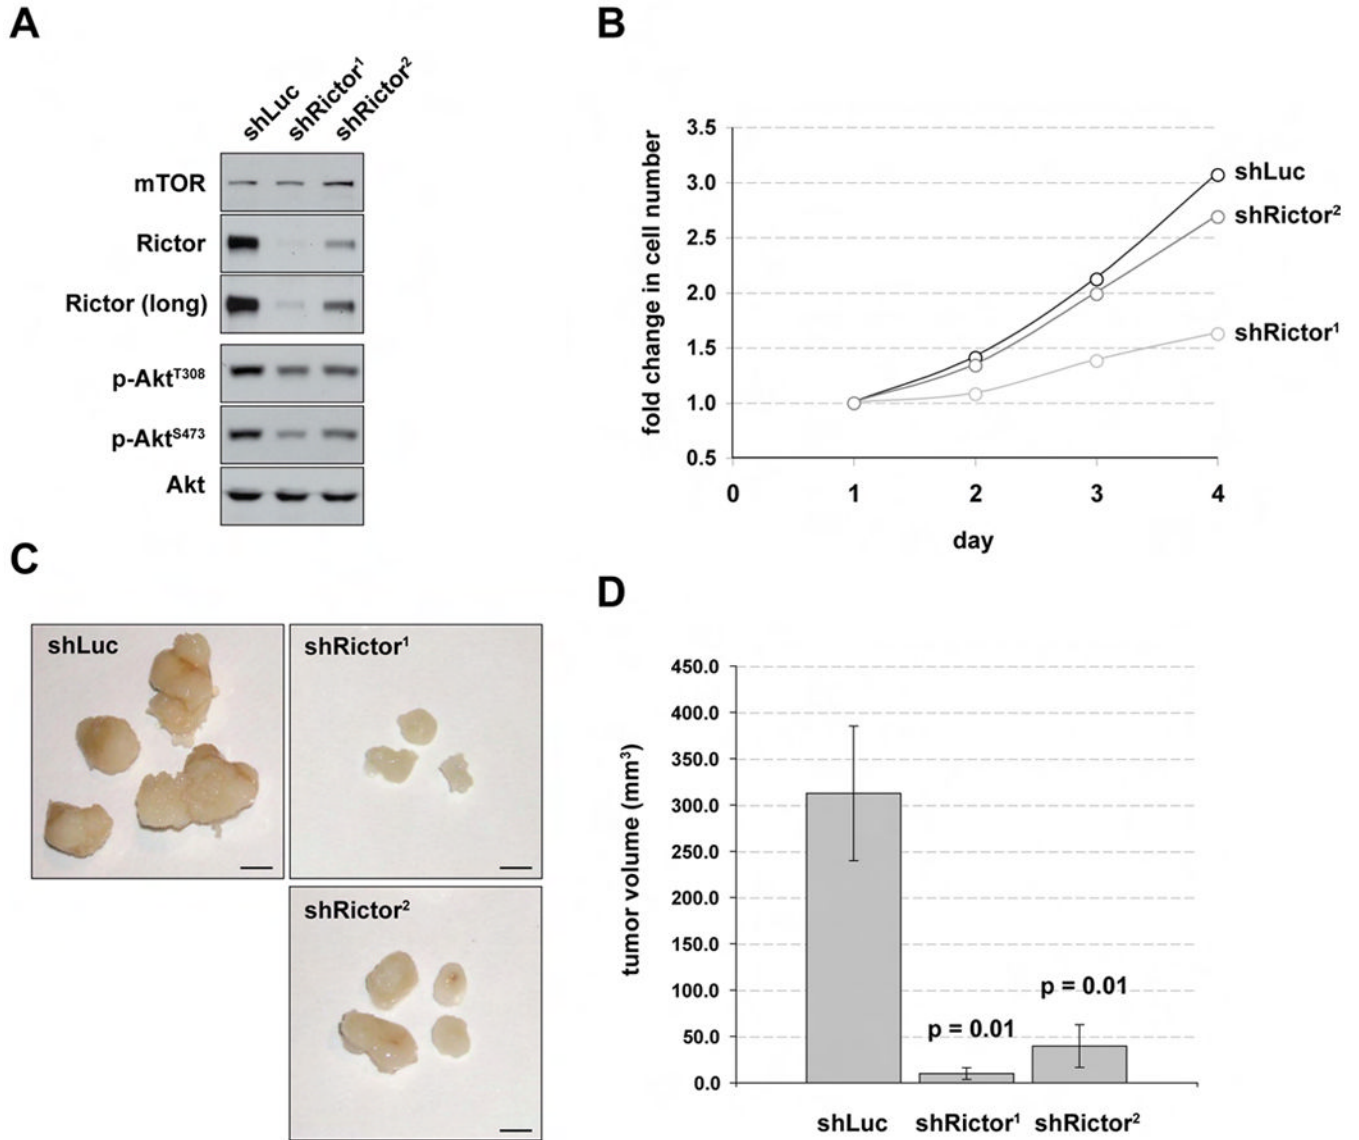 A
shLuc shRictor¹ shRictor²
mTOR
Rictor
Rictor (long)
p-Akt^T308
p-Akt^S473
Akt
B
fold change in cell number
3.5
3.0
2.5
2.0
1.5
1.0
0.5
0 1 2 3 4
day
shLuc
shRictor²
shRictor¹
C
shLuc
shRictor¹
shRictor²
D
tumor volume (mm³)
450.0
400.0
350.0
300.0
250.0
200.0
150.0
100.0
50.0
0.0
p = 0.01
p = 0.01
shLuc shRictor¹ shRictor²